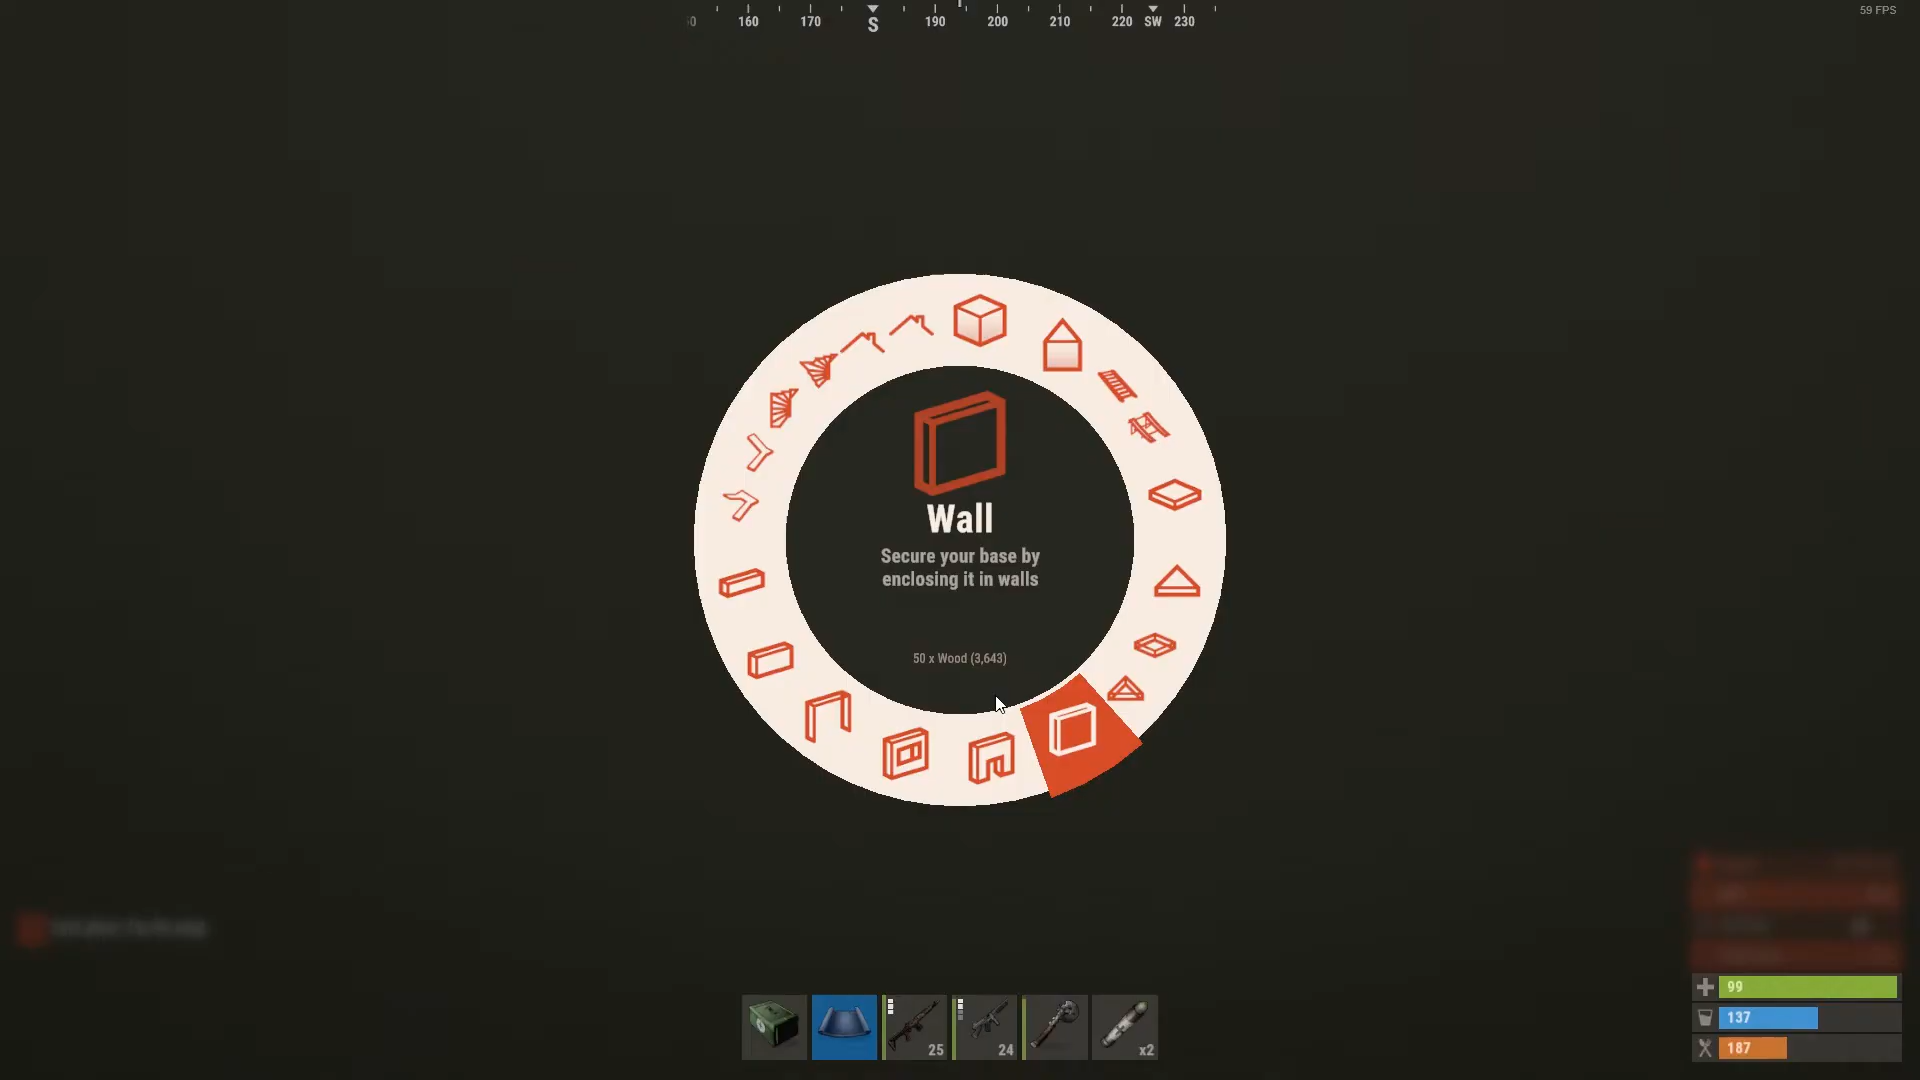 59 FPS
160 170 S 190 200 210 220 SW 230
Wall
Secure your base by
enclosing it in walls
50 x Wood (3,643)
99
137
187
25
24
x2